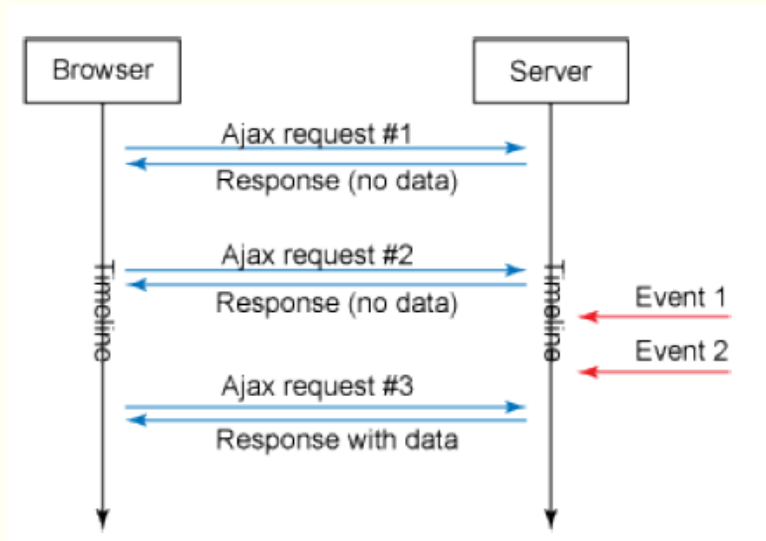 Browser
Server
Ajax request #1
Response (no data)
Ajax request #2
Response (no data)
Timeline
Timeline
Event 1
Event 2
Ajax request #3
Response with data